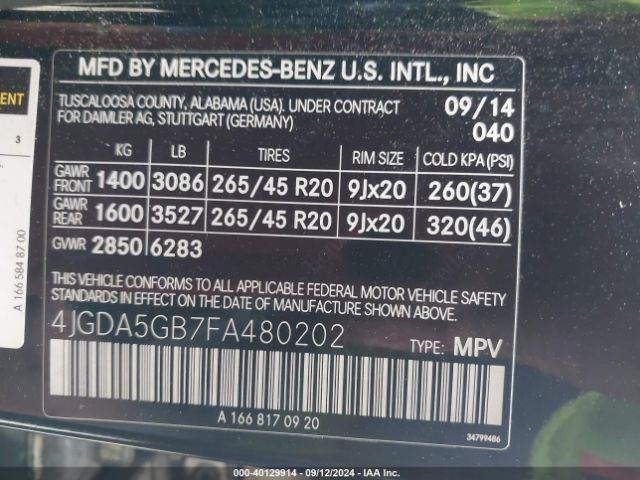 MFD BY MERCEDES-BENZ U.S. INTL., INC
TUSCALOOSA COUNTY, ALABAMA (USA). UNDER CONTRACT 09/14
FOR DAIMLER AG, STUTTGART (GERMANY) 040
KG LB TIRES RIM SIZE COLD KPA(PSI)
GAWR FRONT 1400 3086 265/45 R20 9Jx20 260(37)
GAWR REAR 1600 3527 265/45 R20 9Jx20 320(46)
GVWR 2850 6283
THIS VEHICLE CONFORMS TO ALL APPLICABLE FEDERAL MOTOR VEHICLE SAFETY
STANDARDS IN EFFECT ON THE DATE OF MANUFACTURE SHOWN ABOVE.
4JGDA5GB7FA480202 TYPE: MPV
A 166 817 09 20
34799486
3
A 166 584 87 00
000-40129914 - 09/12/2024 - IAA Inc.